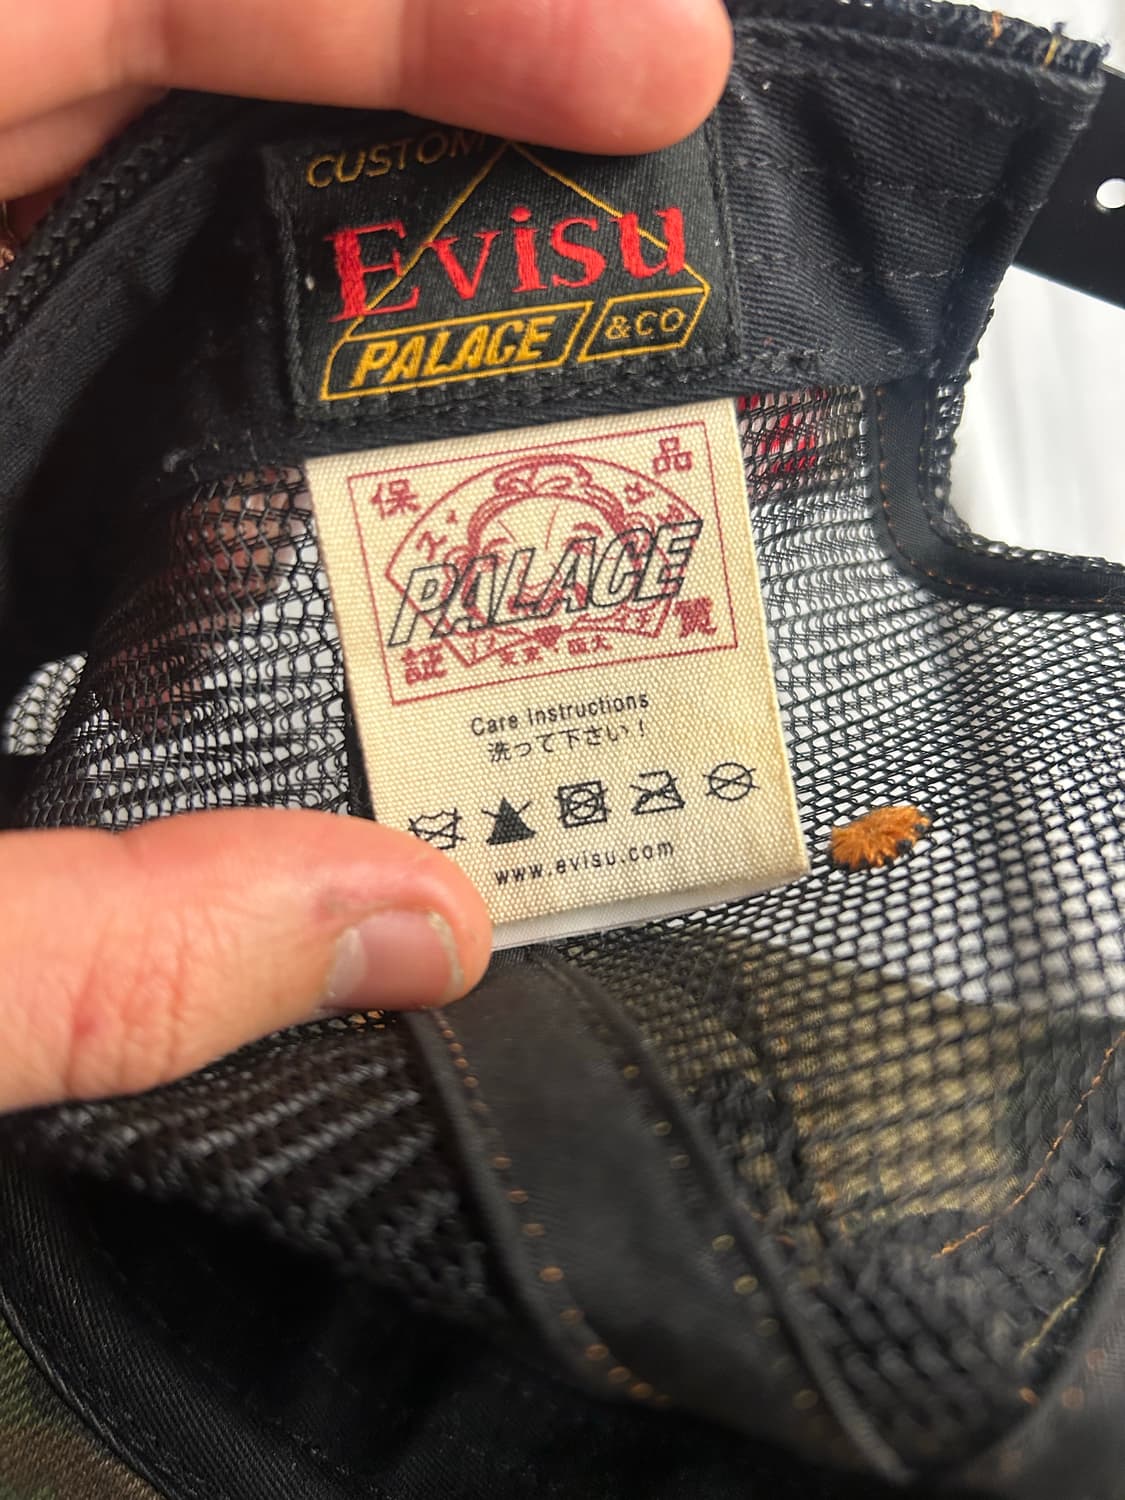 CUSTOM
Evisu
PALACE &CO
保 品
PALACE
証 覧
Care Instructions
洗って下さい！
www.evisu.com